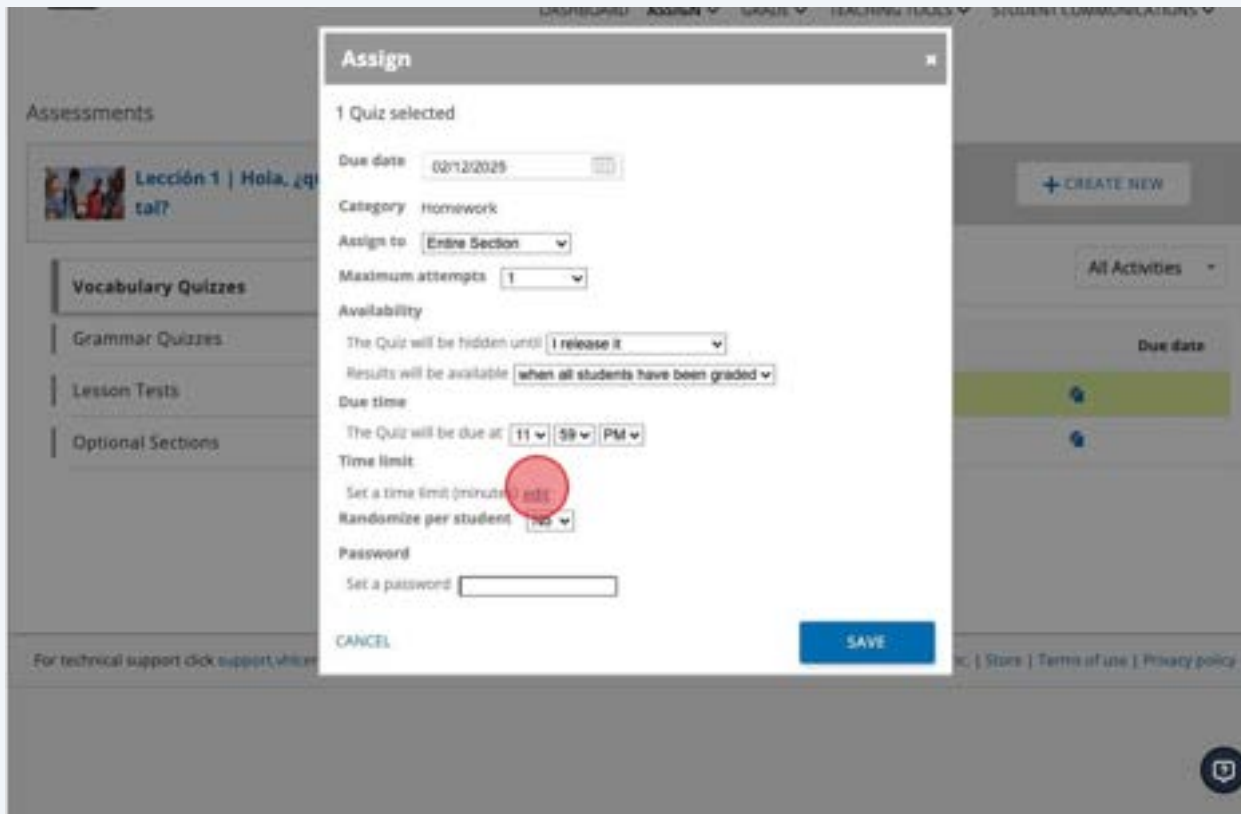 DASHBOARD ASSIGN GRADE TEACHING TOOLS STUDENT COMMUNICATIONS
Assign
Assessments
1 Quiz selected
Lección 1 | Hola, ¿qu
tal?
Due date 02/12/2025
+ CREATE NEW
Category Homework
Assign to Entire Section
Maximum attempts 1
All Activities
Vocabulary Quizzes
Availability
Grammar Quizzes
The Quiz will be hidden until I release it
Due date
Results will be available when all students have been graded
Lesson Tests
Due time
Optional Sections
The Quiz will be due at 11 59 PM
Time limit
Set a time limit (minutes) edit
Randomize per student No
Password
Set a password
CANCEL
SAVE
For technical support click support.vhlcen
nc. | Store | Terms of use | Privacy policy